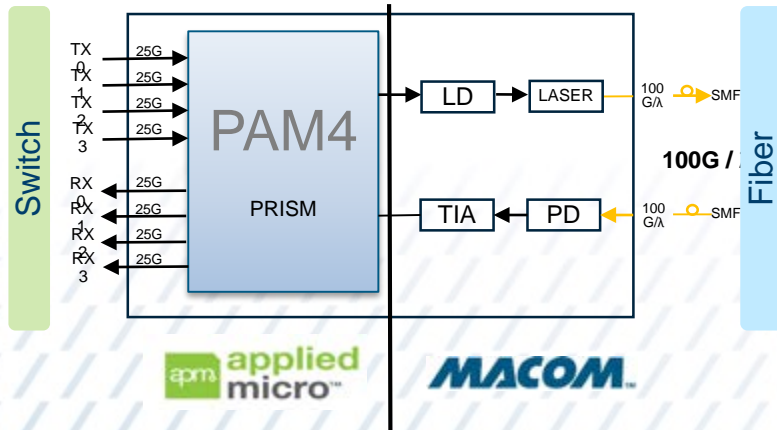 Switch
TX 0
25G
TX 1
25G
TX 2
25G
TX 3
25G
RX 0
25G
RX 1
25G
RX 2
25G
RX 3
25G
PAM4
PRISM
LD
LASER
100 G/λ
SMF
100G /
TIA
PD
100 G/λ
SMF
Fiber
apm
applied
micro™
MACOM™